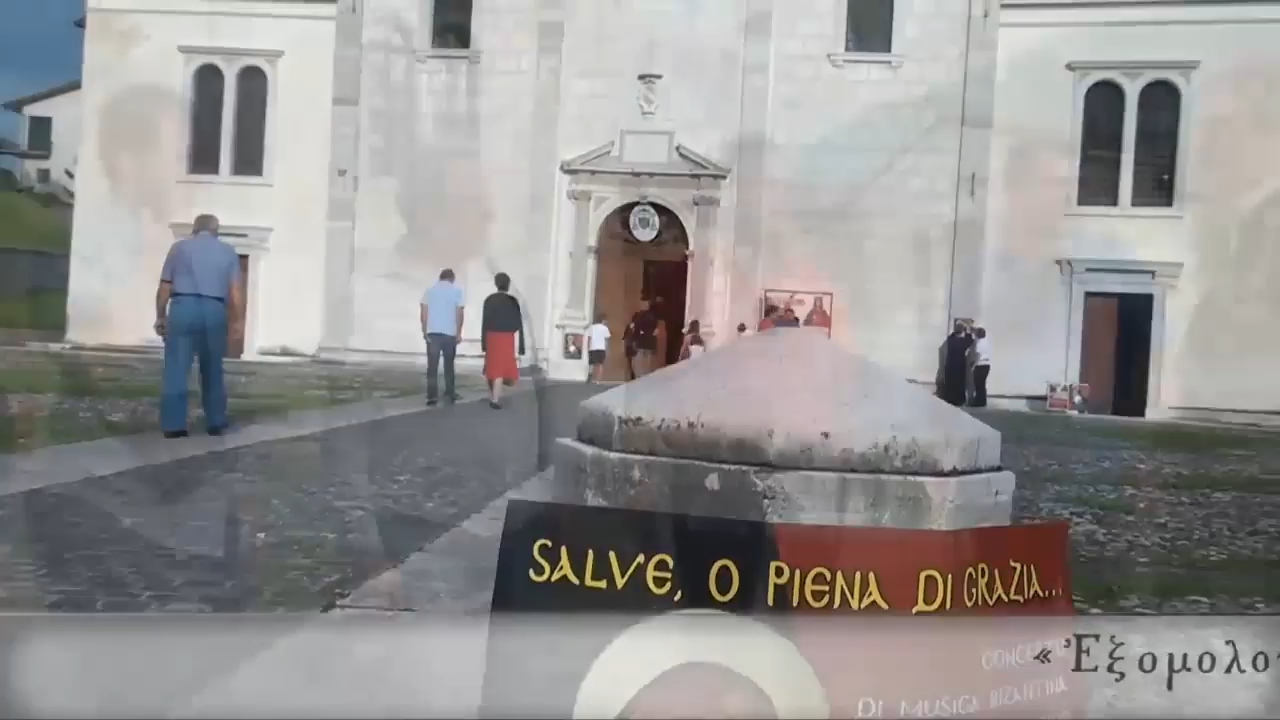 SALVE, O PIENA DI GRAZIA...
CONCERTO
DI MUSICA BIZANTINA
« Ἐξομολο